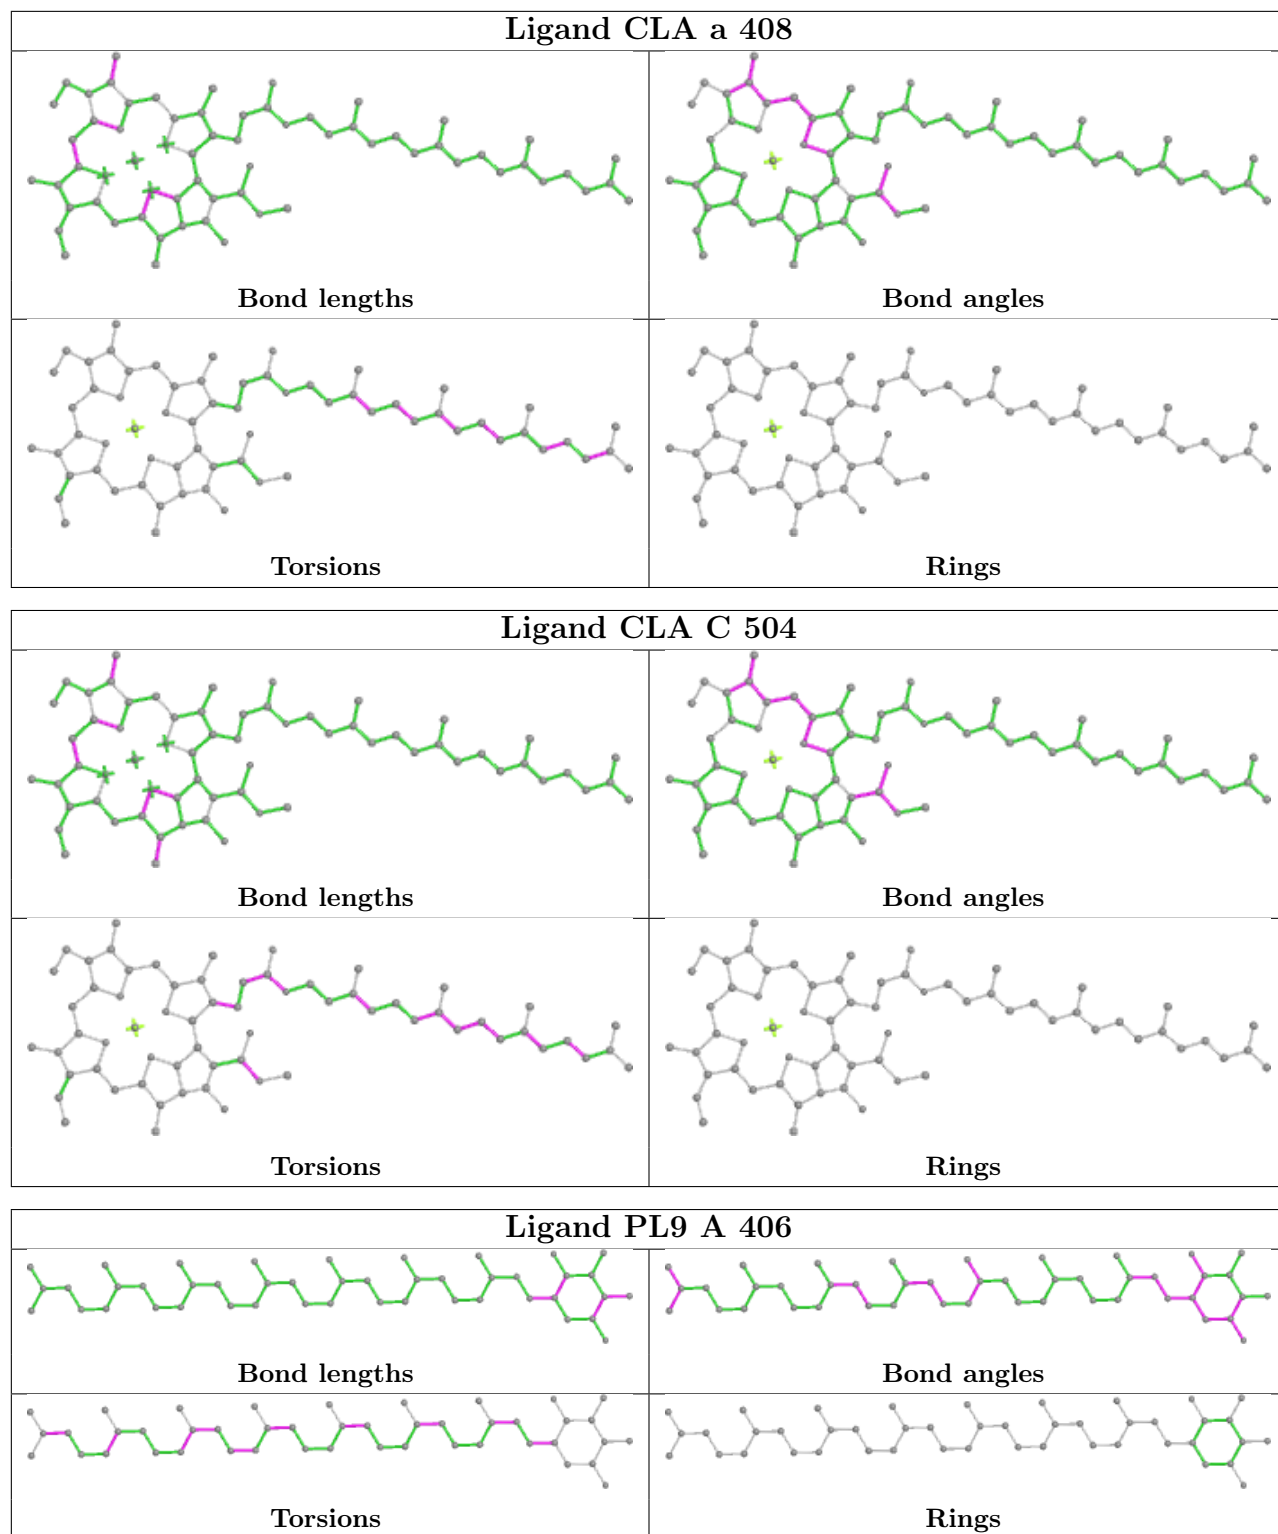 Ligand CLA a 408
Bond lengths
Bond angles
Torsions
Rings
Ligand CLA C 504
Bond lengths
Bond angles
Torsions
Rings
Ligand PL9 A 406
Bond lengths
Bond angles
Torsions
Rings